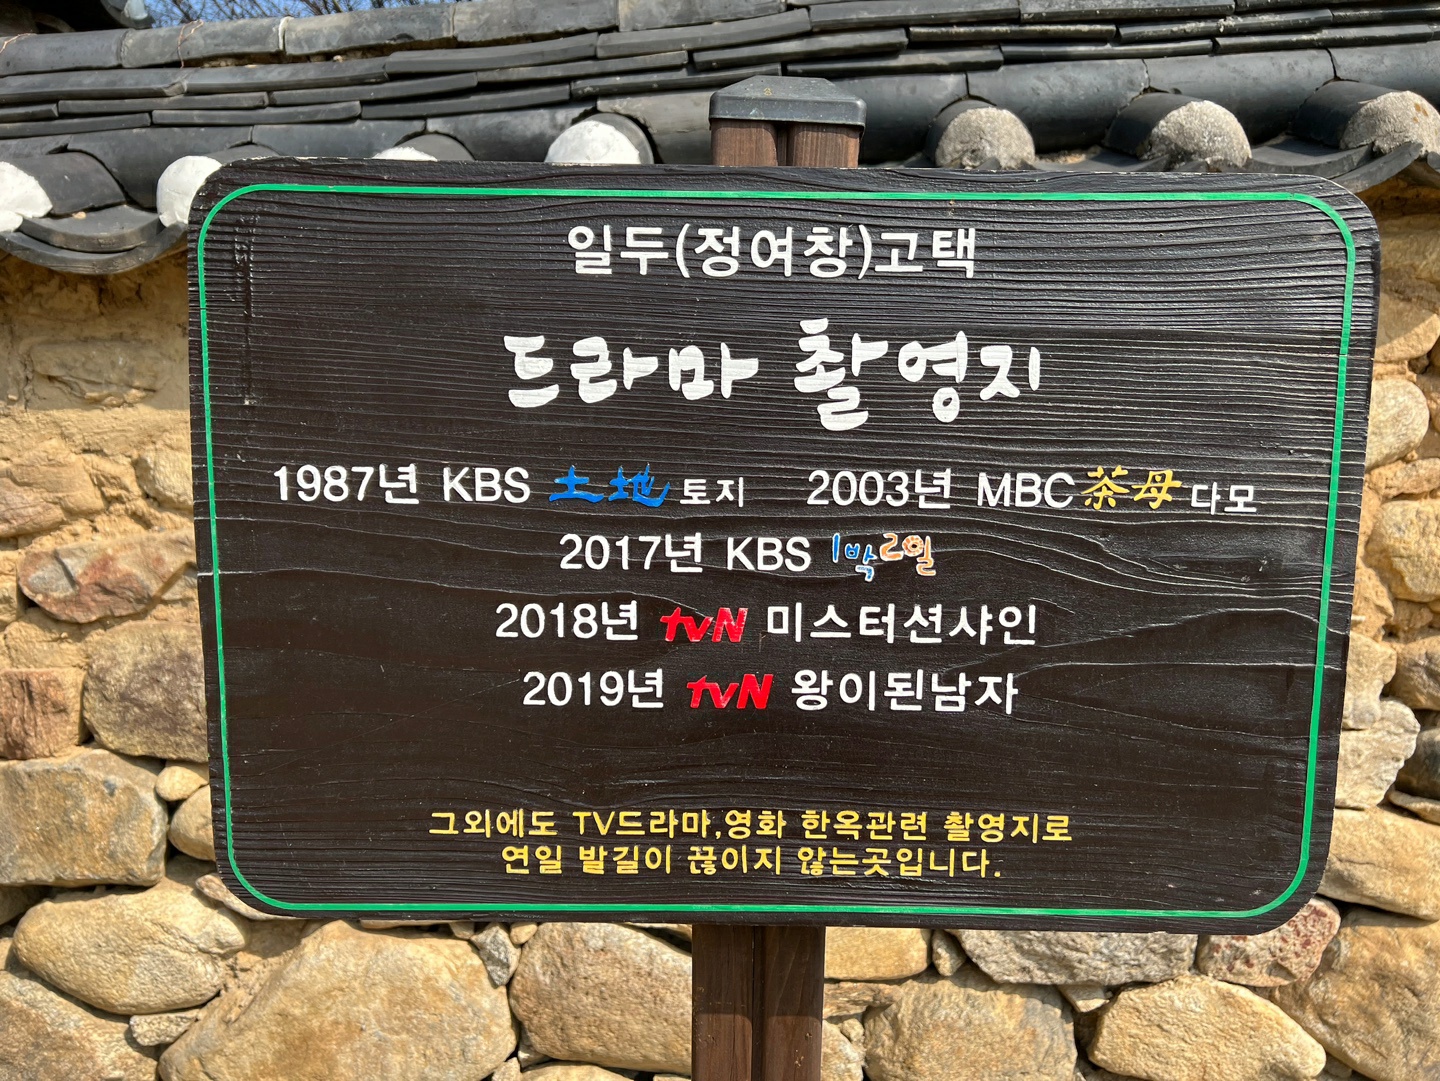 일두(정여창)고택
드라마 촬영지
1987년 KBS 土地 토지 2003년 MBC 茶母 다모
2017년 KBS 1박2일
2018년 tvN 미스터션샤인
2019년 tvN 왕이된남자
그외에도 TV드라마,영화 한옥관련 촬영지로
연일 발길이 끊이지 않는곳입니다.